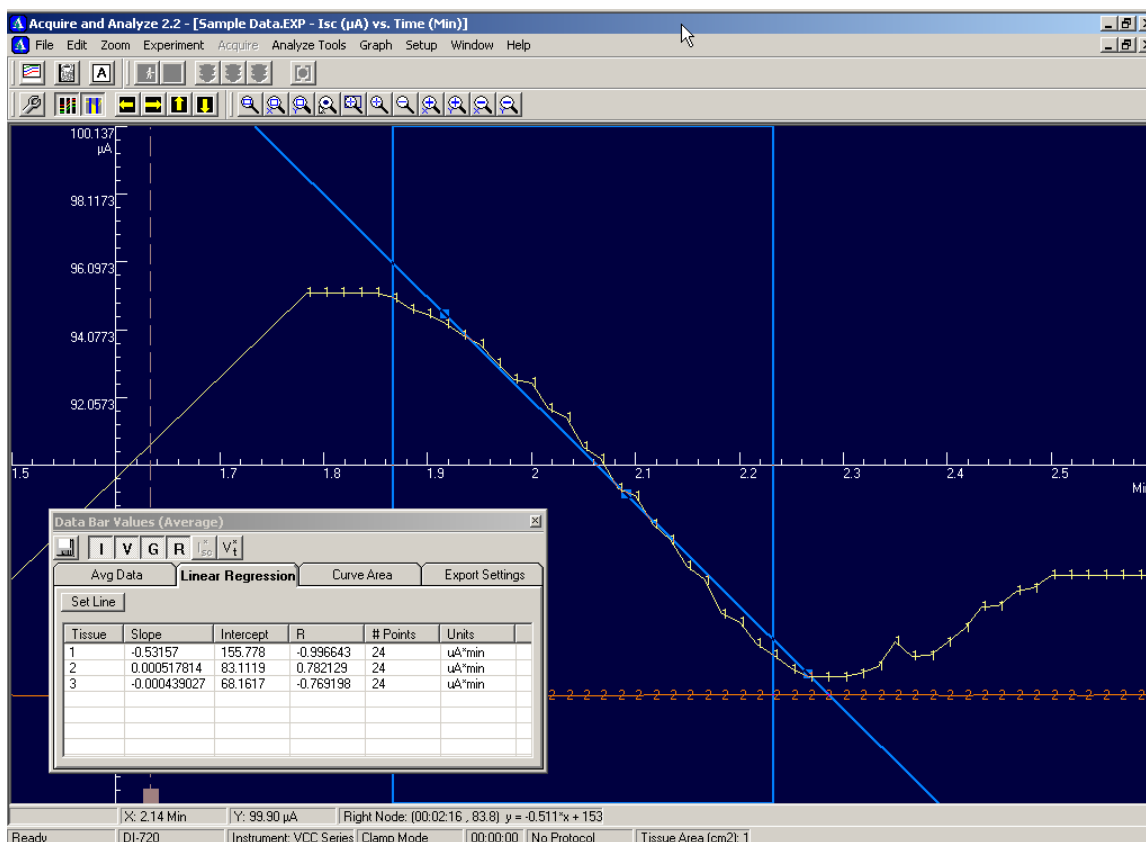 Acquire and Analyze 2.2 - [Sample Data.EXP - Isc (µA) vs. Time (Min)]
File Edit Zoom Experiment Acquire Analyze Tools Graph Setup Window Help
A
100.137
µA
98.1173
96.0973
94.0773
92.0573
1.5 1.7 1.8 1.9 2 2.1 2.2 2.3 2.4 2.5
Min
Data Bar Values (Average)
I V G R
Avg Data Linear Regression Curve Area Export Settings
Set Line
Tissue Slope Intercept R # Points Units
1 -0.53157 155.778 -0.996643 24 uA*min
2 0.000517814 83.1119 0.782129 24 uA*min
3 -0.000439027 68.1617 -0.769198 24 uA*min
X: 2.14 Min Y: 99.90 µA Right Node: (00:02:16 , 83.8) y = -0.511*x + 153
Ready DI-720 Instrument: VCC Series Clamp Mode 00:00:00 No Protocol Tissue Area (cm2): 1